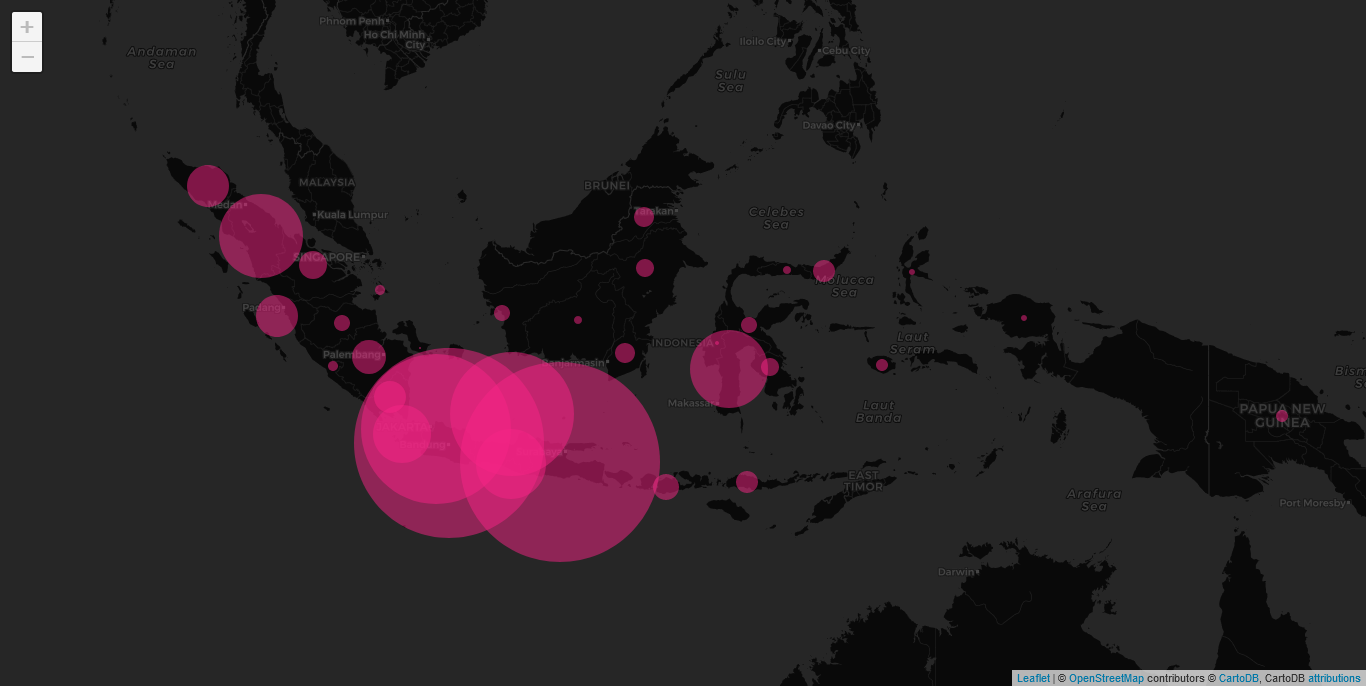 +
−
Phnom Penh
Ho Chi Minh
City
Andaman
Sea
Iloilo City
Cebu City
Sulu
Sea
Davao City
MALAYSIA
BRUNEI
Medan
Kuala Lumpur
Tarakan
Celebes
Sea
SINGAPORE
Molucca
Sea
Padang
INDONESIA
Laut
Seram
Palembang
Banjarmasin
Makassar
Laut
Banda
PAPUA NEW
GUINEA
JAKARTA
Bandung
EAST
TIMOR
Arafura
Sea
Port Moresby
Darwin
Leaflet | © OpenStreetMap contributors © CartoDB, CartoDB attributions